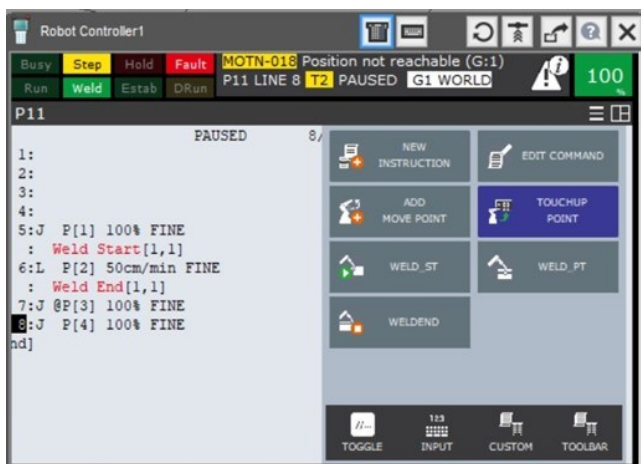 Robot Controller1
Busy Step Hold Fault MOTN-018 Position not reachable (G:1)
Run Weld Estab DRun P11 LINE 8 T2 PAUSED G1 WORLD 100 %
P11
PAUSED 8/
1:
2:
3:
4:
5:J P[1] 100% FINE
: Weld Start[1,1]
6:L P[2] 50cm/min FINE
: Weld End[1,1]
7:J @P[3] 100% FINE
8:J P[4] 100% FINE
nd]
NEW INSTRUCTION
EDIT COMMAND
ADD MOVE POINT
TOUCHUP POINT
WELD_ST
WELD_PT
WELDEND
TOGGLE
123
INPUT
CUSTOM
TOOLBAR